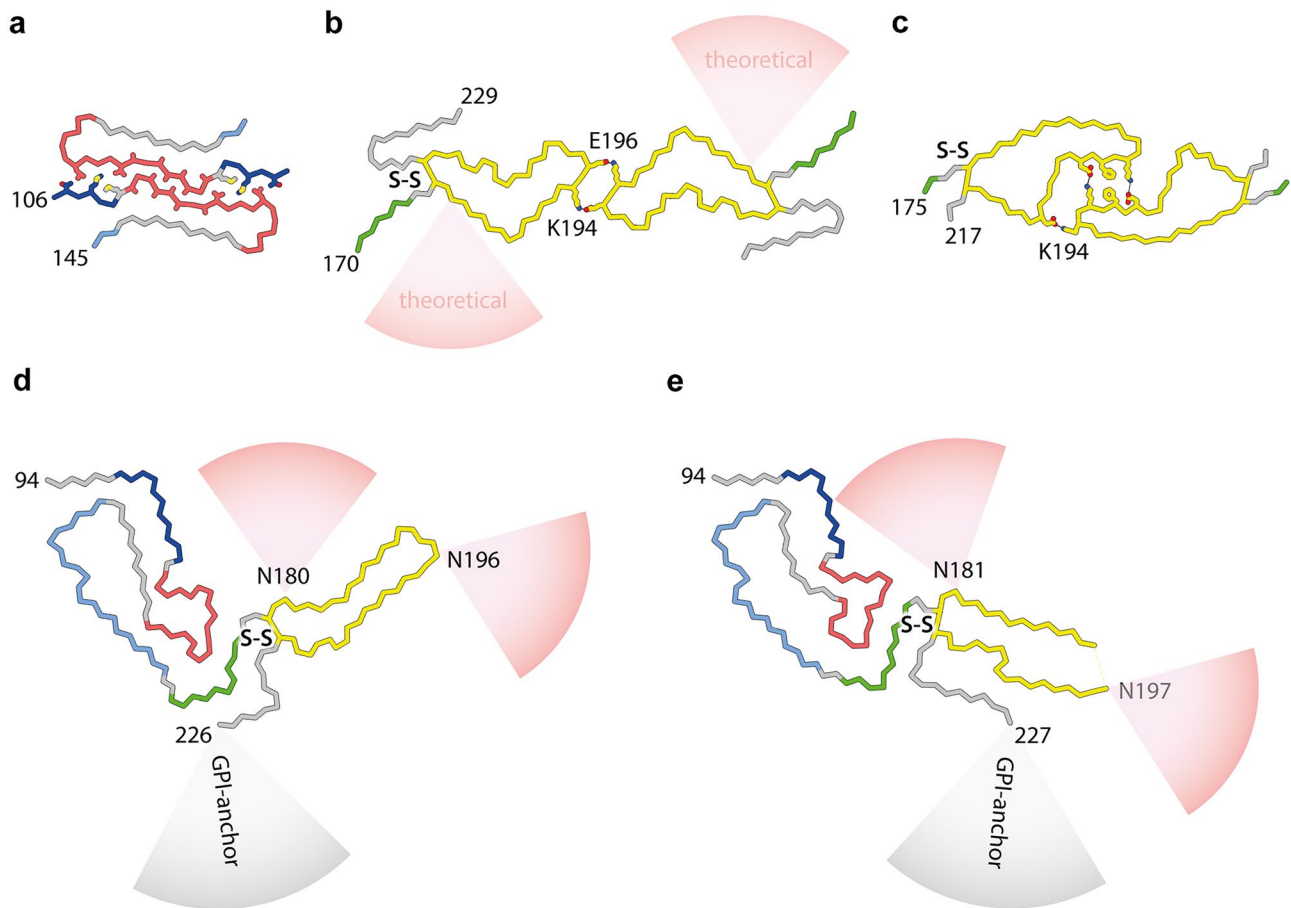 a
b
c
theoretical
229
E196
S-S
S-S
106
175
K194
217
145
170
K194
theoretical
d
e
94
94
N180
N196
N181
S-S
S-S
N197
226
227
GPI-anchor
GPI-anchor